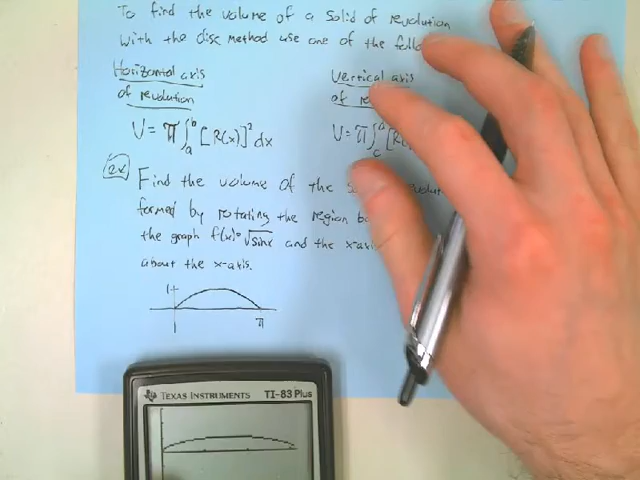 To find the volume of a solid of revolution
with the disc method use one of the
Horizontal axis
of revolution
Vertical axis
of
V = π ∫ₐᵇ [R(x)]² dx
V = π ∫
ex
Find the volume of the
formed by rotating the region
the graph f(x) = √sinx and the x-axis
about the x-axis.
1
π
TEXAS INSTRUMENTS TI-83 Plus